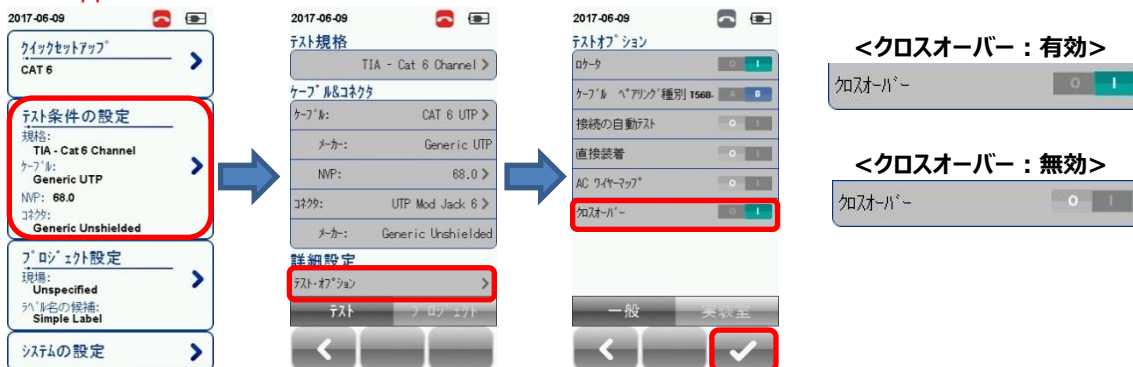 2017-06-09
クイックセットアップ
CAT 6
テスト条件の設定
規格:
TIA - Cat 6 Channel
ケーブル:
Generic UTP
NVP: 68.0
コネクタ:
Generic Unshielded
プロジェクト設定
現場:
Unspecified
ラベル名の候補:
Simple Label
システムの設定
2017-06-09
テスト規格
TIA - Cat 6 Channel
ケーブル&コネクタ
ケーブル: CAT 6 UTP
メーカー: Generic UTP
NVP: 68.0
コネクタ: UTP Mod Jack 6
メーカー: Generic Unshielded
詳細設定
テスト・オプション
テスト プロジェクト
2017-06-09
テストオプション
ロケータ O I
ケーブル ペアリング種別 T568- A B
接続の自動テスト O I
直接装着 O I
AC ワイヤーマップ O I
クロスオーバー O I
一般 実験室
<クロスオーバー：有効>
クロスオーバー O I
<クロスオーバー：無効>
クロスオーバー O I